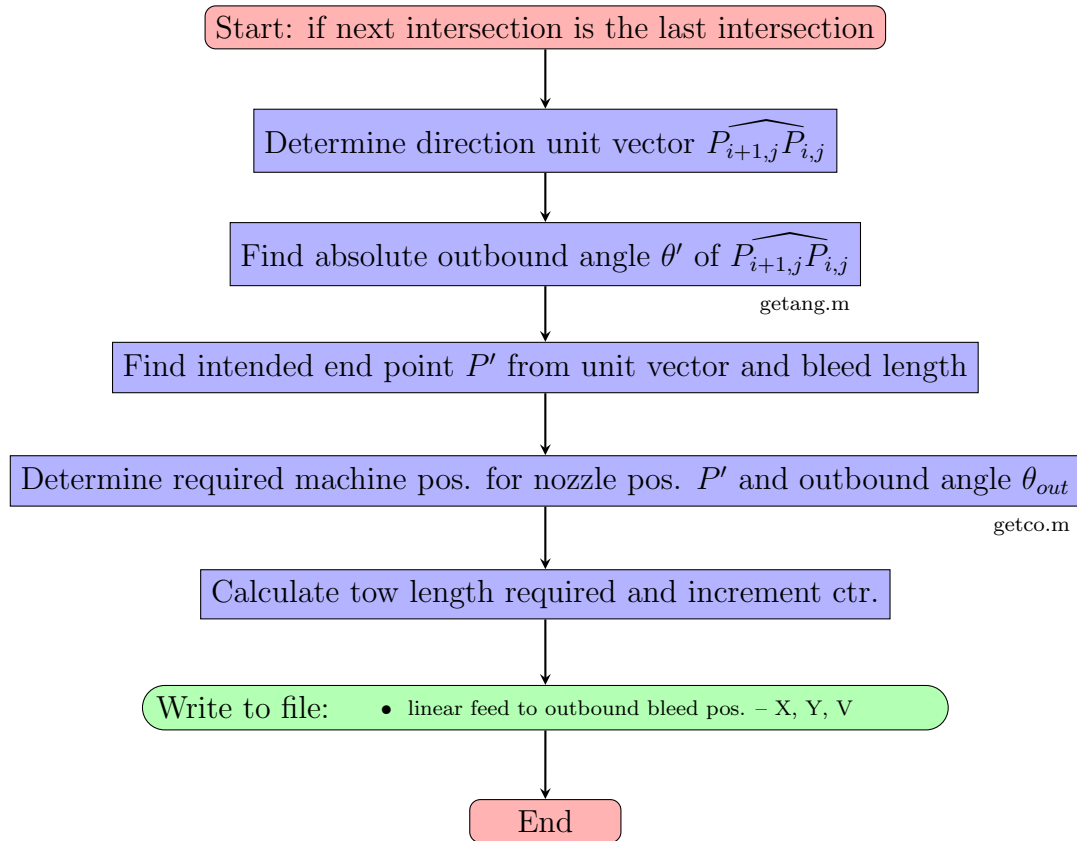 Start: if next intersection is the last intersection
Determine direction unit vector $\widehat{P_{i+1,j}P_{i,j}}$
Find absolute outbound angle $\theta'$ of $\widehat{P_{i+1,j}P_{i,j}}$
getang.m
Find intended end point $P'$ from unit vector and bleed length
Determine required machine pos. for nozzle pos. $P'$ and outbound angle $\theta_{out}$
getco.m
Calculate tow length required and increment ctr.
Write to file: • linear feed to outbound bleed pos. – X, Y, V
End